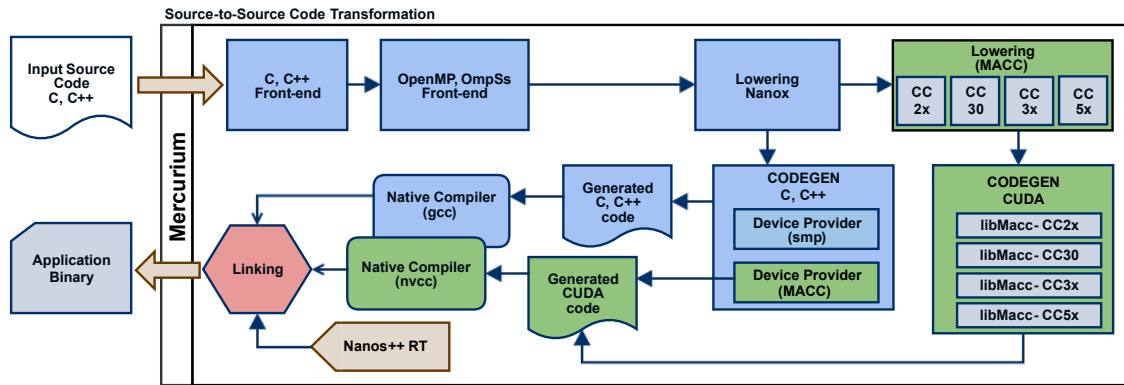 Source-to-Source Code Transformation
Input Source
Code
C, C++
Mercurium
C, C++
Front-end
OpenMP, OmpSs
Front-end
Lowering
Nanox
Lowering
(MACC)
CC
2x
CC
30
CC
3x
CC
5x
Application
Binary
Linking
Native Compiler
(gcc)
Native Compiler
(nvcc)
Nanos++ RT
Generated
C, C++
code
Generated
CUDA
code
CODEGEN
C, C++
Device Provider
(smp)
Device Provider
(MACC)
CODEGEN
CUDA
libMacc- CC2x
libMacc- CC30
libMacc- CC3x
libMacc- CC5x